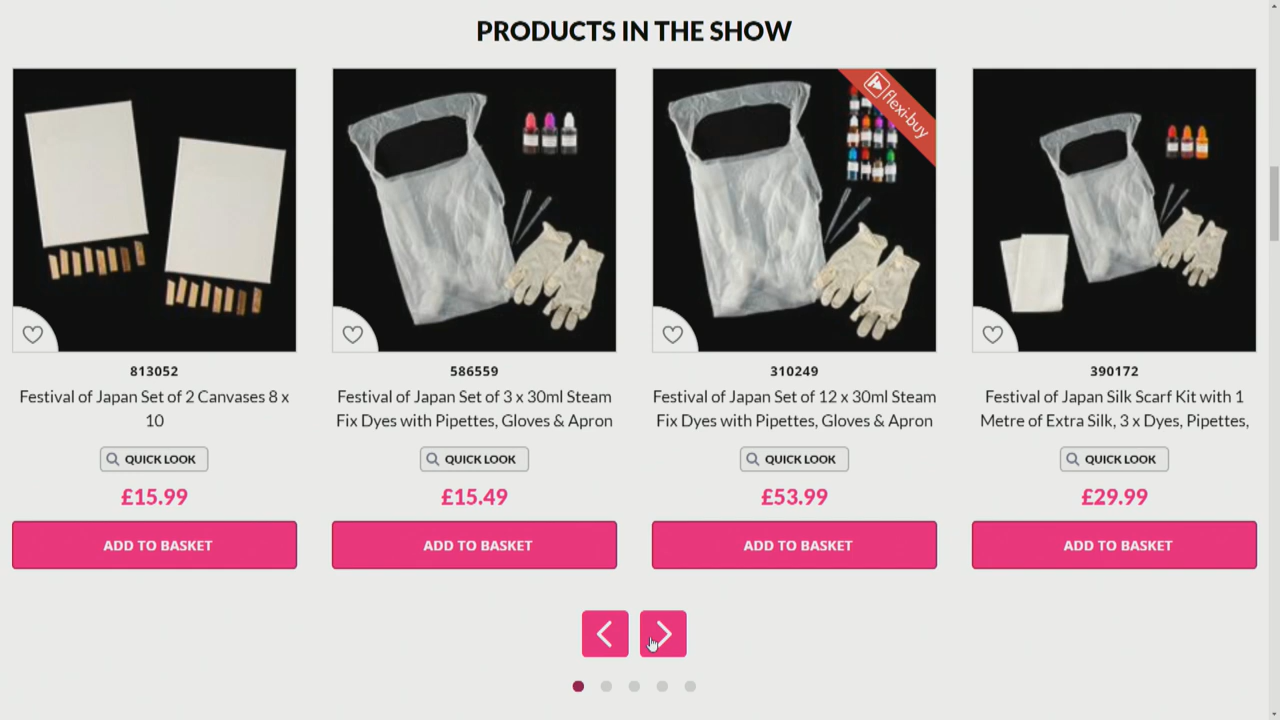 PRODUCTS IN THE SHOW
flexi-buy
813052
Festival of Japan Set of 2 Canvases 8 x
10
QUICK LOOK
£15.99
ADD TO BASKET
586559
Festival of Japan Set of 3 x 30ml Steam
Fix Dyes with Pipettes, Gloves & Apron
QUICK LOOK
£15.49
ADD TO BASKET
310249
Festival of Japan Set of 12 x 30ml Steam
Fix Dyes with Pipettes, Gloves & Apron
QUICK LOOK
£53.99
ADD TO BASKET
390172
Festival of Japan Silk Scarf Kit with 1
Metre of Extra Silk, 3 x Dyes, Pipettes,
QUICK LOOK
£29.99
ADD TO BASKET